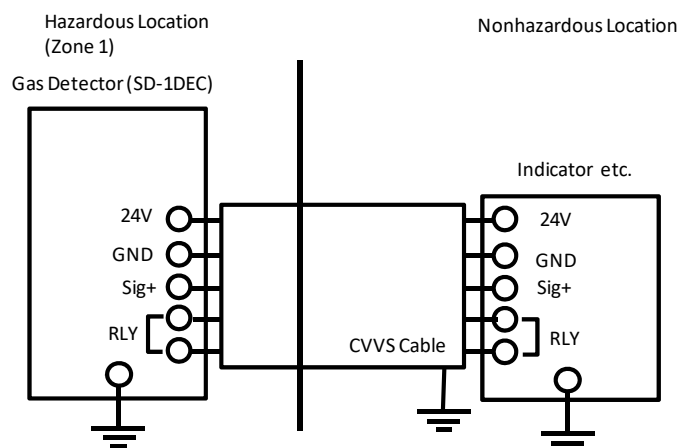 Hazardous Location
(Zone 1)
Nonhazardous Location
Gas Detector (SD-1DEC)
Indicator etc.
24V
GND
Sig+
RLY
CVVS Cable
24V
GND
Sig+
RLY